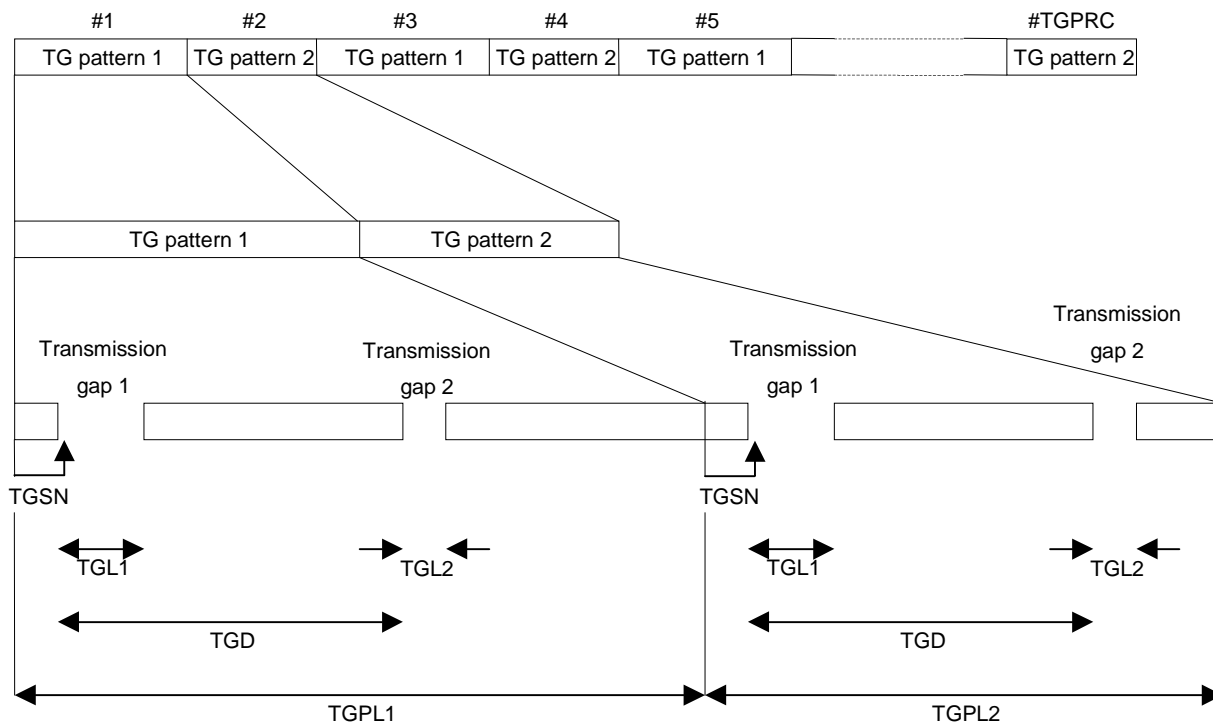 #1 #2 #3 #4 #5 #TGPRC
TG pattern 1 TG pattern 2 TG pattern 1 TG pattern 2 TG pattern 1 TG pattern 2
TG pattern 1 TG pattern 2
Transmission
gap 1
Transmission
gap 2
Transmission
gap 1
Transmission
gap 2
TGSN TGSN
TGL1 TGL2 TGL1 TGL2
TGD TGD
TGPL1 TGPL2